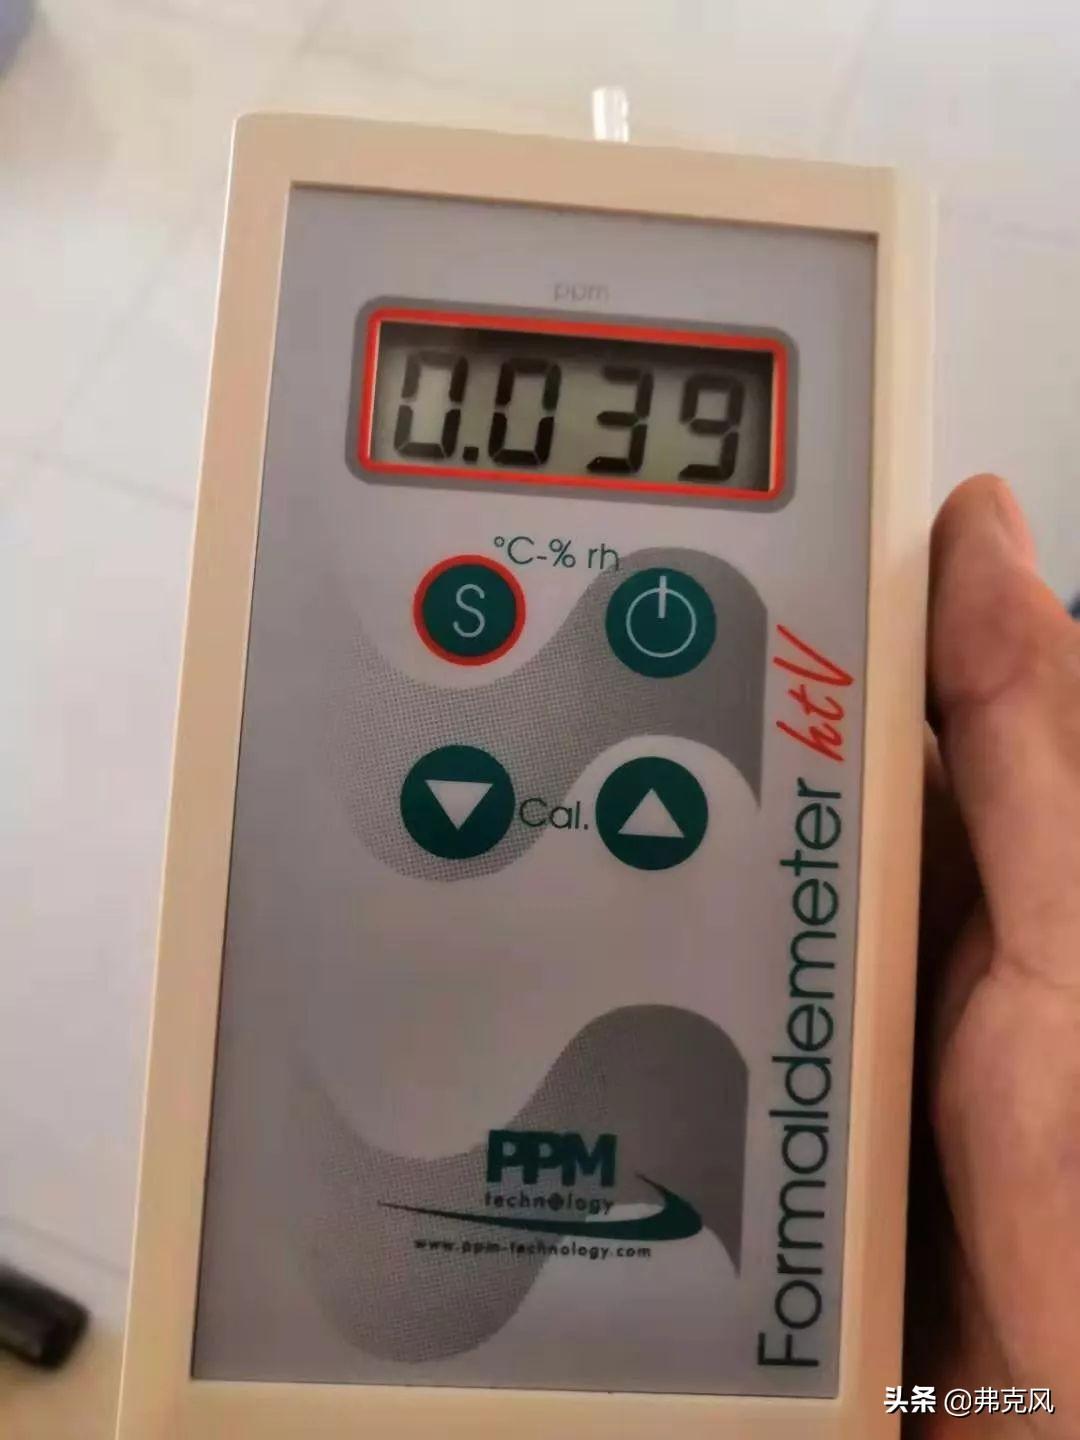 ppm
0.039
°C-% rh
S
Cal.
Formaldemeter htV
PPM
technology
www.ppm-technology.com
头条 @弗克风